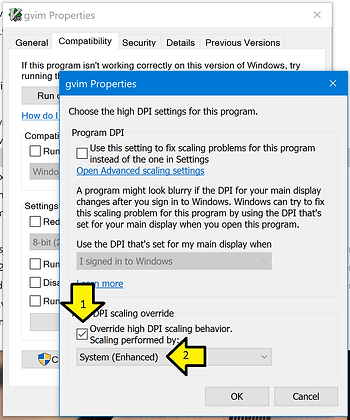 gvim Properties
General Compatibility Security Details Previous Versions
If this program isn't working correctly on this version of Windows, try
running th
Run c
How do I
Compati
Run
Windo
Settings
Red
8-bit (2
Run
Disa
Run
C
gvim Properties
Choose the high DPI settings for this program.
Program DPI
Use this setting to fix scaling problems for this program
instead of the one in Settings
Open Advanced scaling settings
A program might look blurry if the DPI for your main display
changes after you sign in to Windows. Windows can try to fix
this scaling problem for this program by using the DPI that's
set for your main display when you open this program.
Use the DPI that's set for my main display when
I signed in to Windows
Learn more
1
DPI scaling override
Override high DPI scaling behavior.
Scaling performed by:
System (Enhanced)
2
OK Cancel